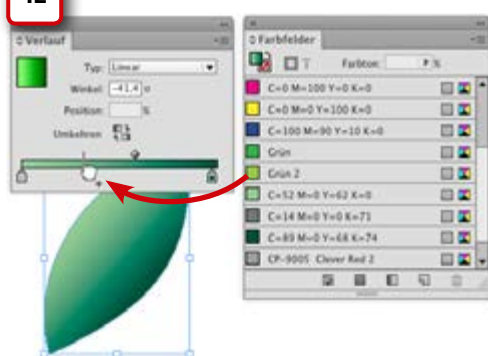 12
Verlauf
Typ: Linear
Winkel: -41,4 °
Position: %
Umkehren
Farbfelder
T Farbton: %
C=0 M=100 Y=0 K=0
C=0 M=0 Y=100 K=0
C=100 M=90 Y=10 K=0
Grün
Grün 2
C=52 M=0 Y=62 K=0
C=14 M=0 Y=0 K=71
C=89 M=0 Y=68 K=74
CP-9005 Clover Red 2